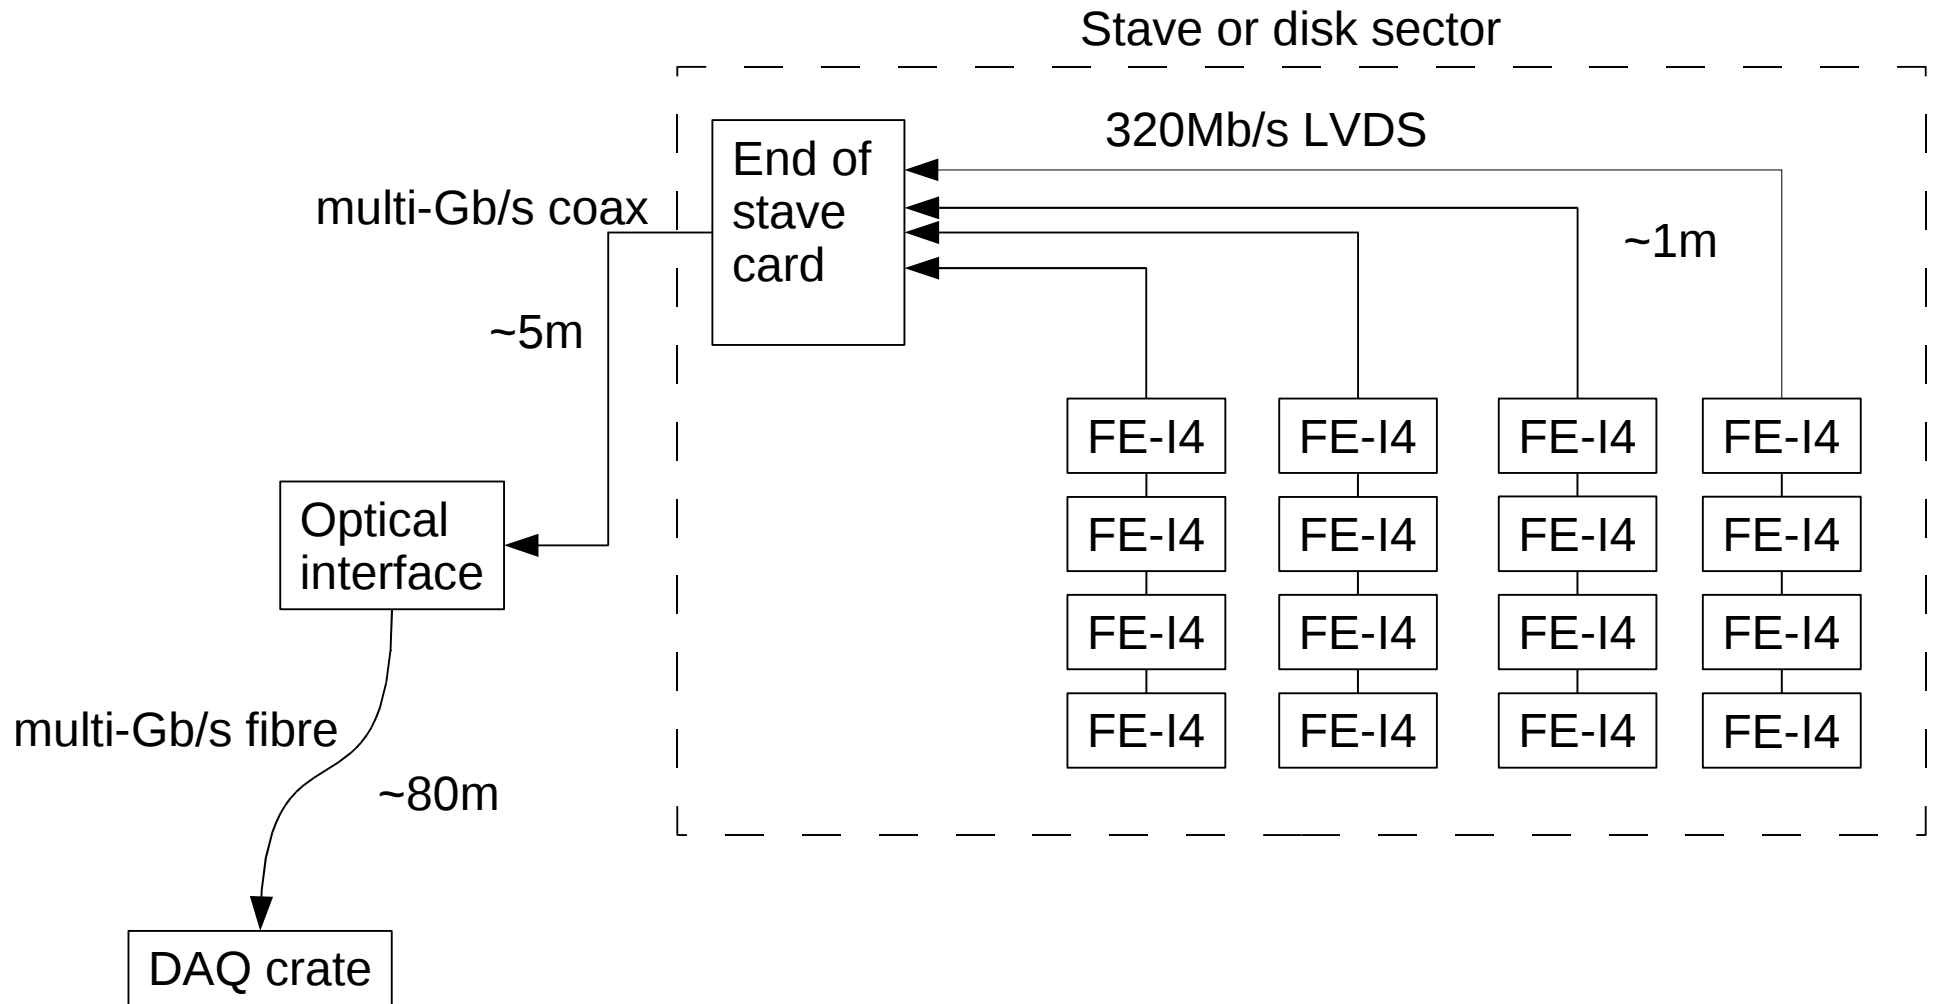 Stave or disk sector
320Mb/s LVDS
End of
stave
card
multi-Gb/s coax
~1m
~5m
FE-I4 FE-I4 FE-I4 FE-I4
FE-I4 FE-I4 FE-I4 FE-I4
FE-I4 FE-I4 FE-I4 FE-I4
FE-I4 FE-I4 FE-I4 FE-I4
Optical
interface
multi-Gb/s fibre
~80m
DAQ crate